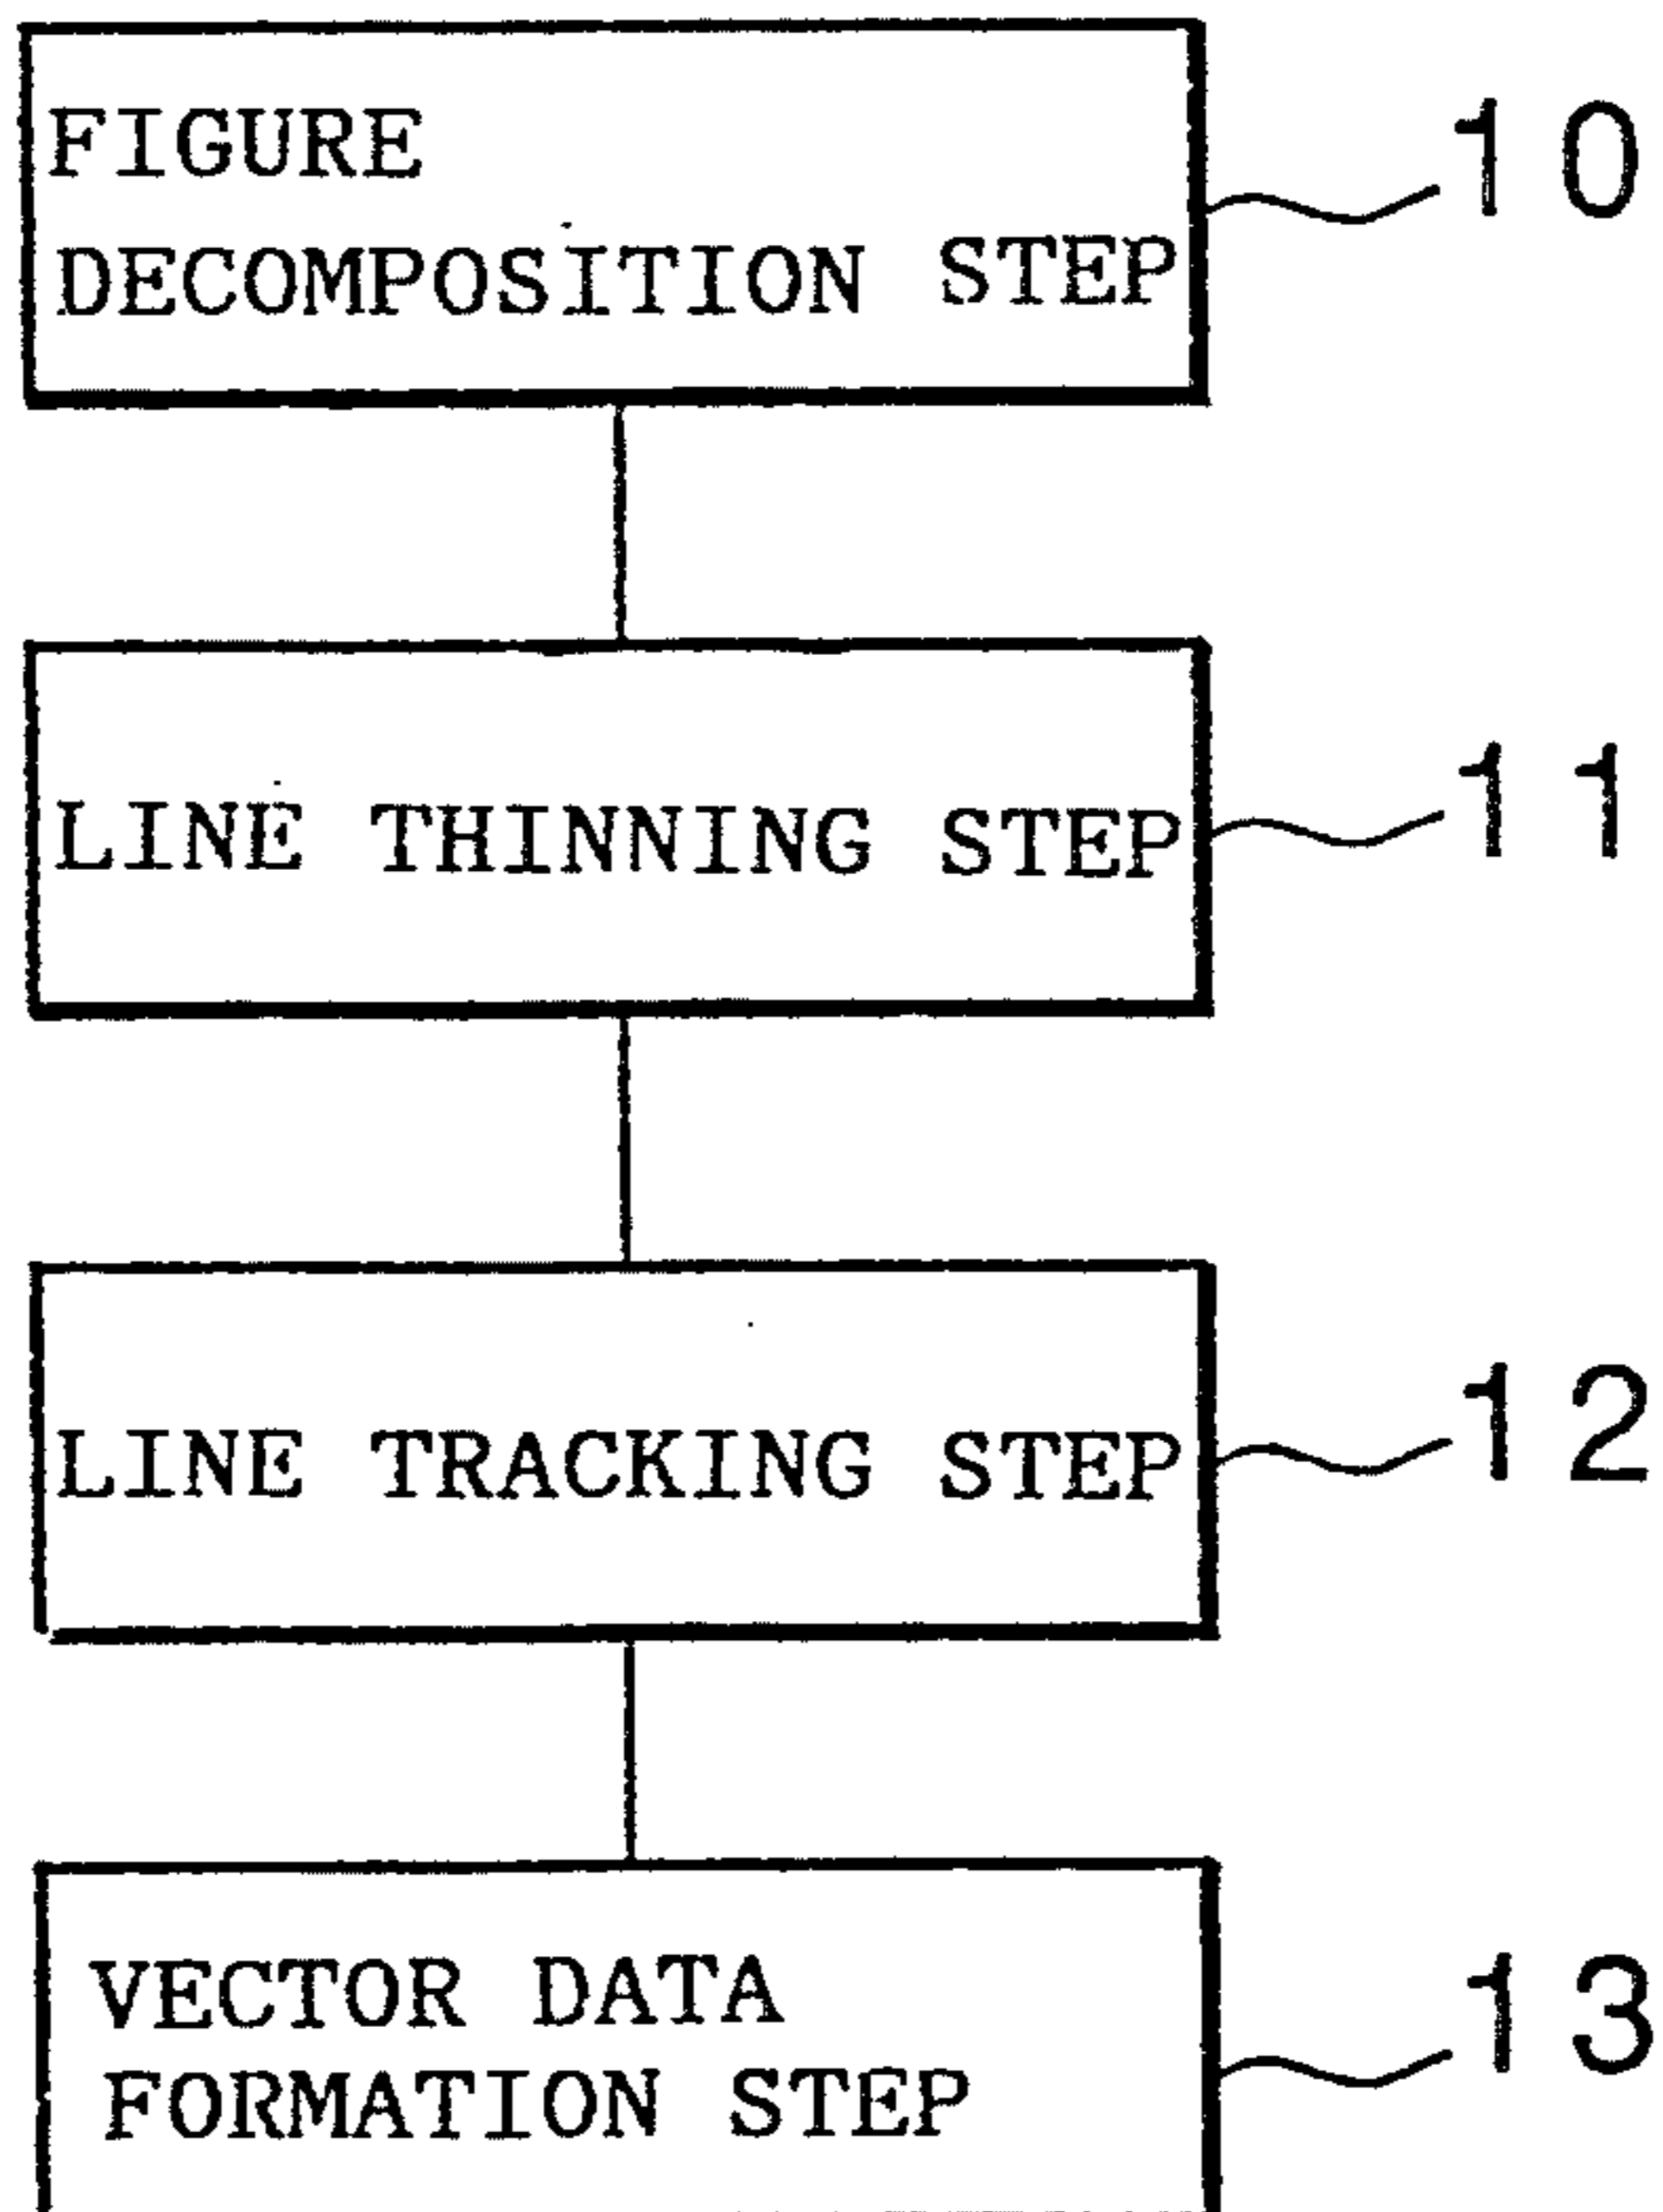 FIGURE
DECOMPOSITION STEP
10
LINE THINNING STEP
11
LINE TRACKING STEP
12
VECTOR DATA
FORMATION STEP
13